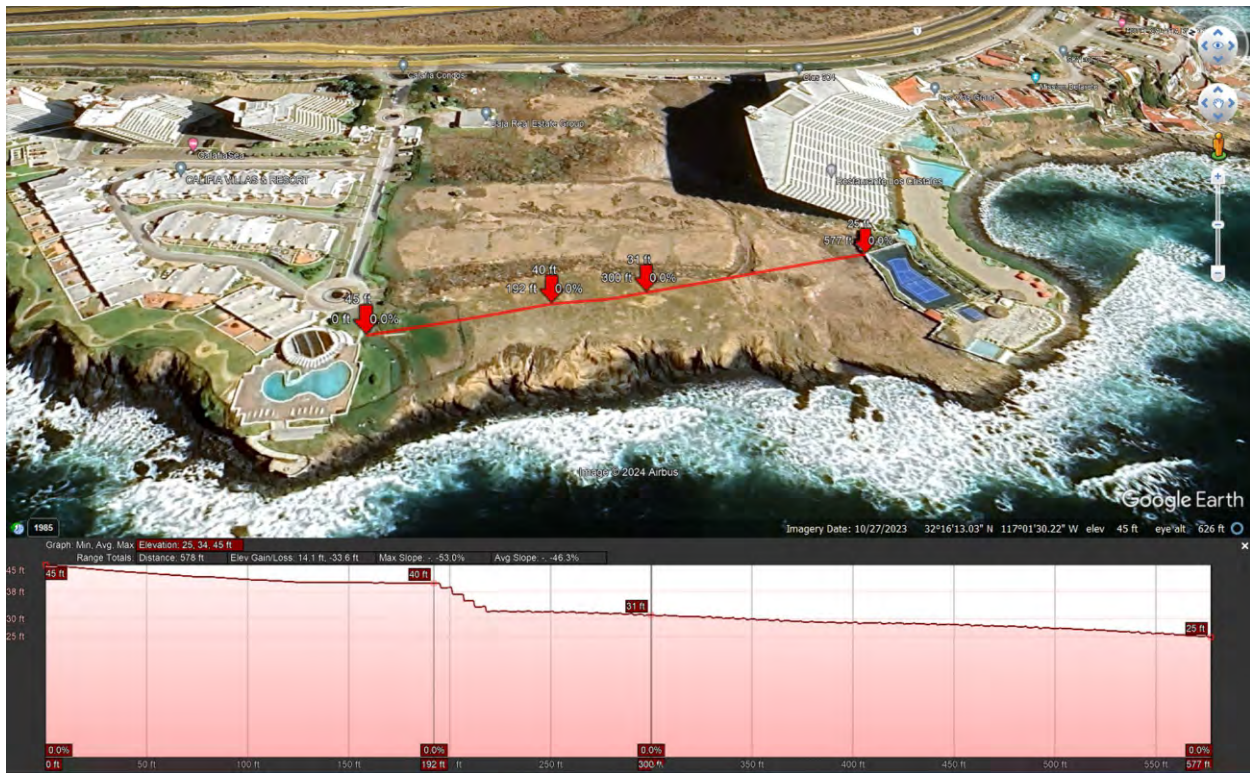 Calafia Condos
Baja Real Estate Group
CalafiaSea
CALIFIA VILLAS & RESORT
Restaurante Los Cristales
45 ft
0 ft 0.0%
40 ft
192 ft 0.0%
31 ft
300 ft 0.0%
25 ft
577 ft 0.0%
Image © 2024 Airbus
Google Earth
1985
Imagery Date: 10/27/2023 32°16'13.03" N 117°01'30.22" W elev 45 ft eye alt 626 ft
Graph: Min, Avg, Max Elevation: 25, 34, 45 ft
Range Totals: Distance: 578 ft Elev Gain/Loss: 14.1 ft, -33.6 ft Max Slope: -, -53.0% Avg Slope: -, -46.3%
45 ft
38 ft
30 ft
25 ft
45 ft
40 ft
31 ft
25 ft
0.0% 0.0% 0.0% 0.0%
0 ft 50 ft 100 ft 150 ft 192 ft ft 250 ft 300 ft 350 ft 400 ft 450 ft 500 ft 550 ft 577 ft